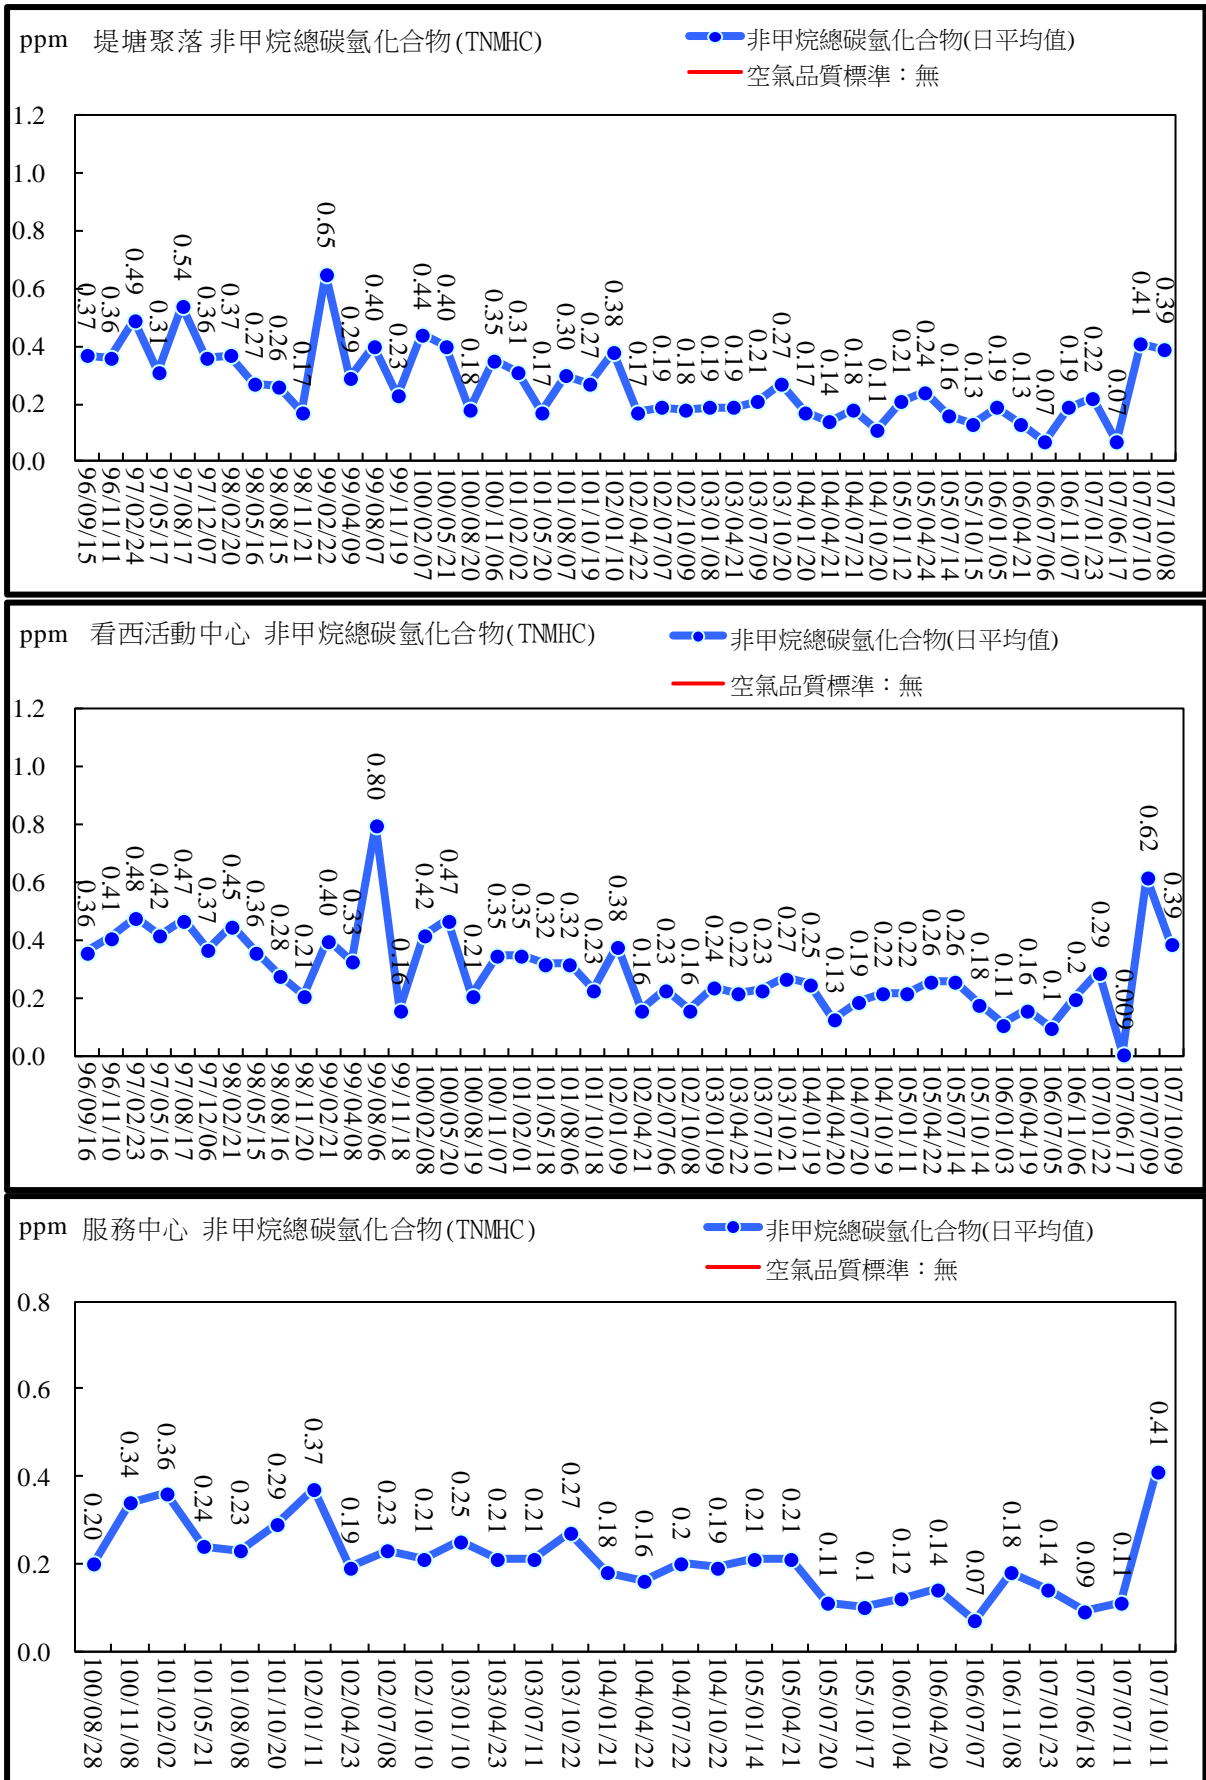 ppm 堤塘聚落 非甲烷總碳氫化合物(TNMHC)
非甲烷總碳氫化合物(日平均值)
空氣品質標準：無
1.2
1.0
0.8
0.6
0.4
0.2
0.0
0.37 0.36 0.49 0.31 0.54 0.36 0.37 0.27 0.26 0.17 0.65 0.29 0.40 0.23 0.44 0.40 0.18 0.35 0.31 0.17 0.30 0.27 0.38 0.17 0.19 0.18 0.19 0.19 0.21 0.27 0.17 0.14 0.18 0.11 0.21 0.24 0.16 0.13 0.19 0.13 0.07 0.19 0.22 0.07 0.41 0.39
96/09/15 96/11/11 97/02/24 97/05/17 97/08/17 97/12/07 98/02/20 98/05/16 98/08/15 98/11/21 99/02/22 99/04/09 99/08/07 99/11/19 100/02/07 100/05/21 100/08/20 100/11/06 101/02/02 101/05/20 101/08/07 101/10/19 102/01/10 102/04/22 102/07/07 102/10/09 103/01/08 103/04/21 103/07/09 103/10/20 104/01/20 104/04/21 104/07/21 104/10/20 105/01/12 105/04/24 105/07/14 105/10/15 106/01/05 106/04/21 106/07/06 106/11/07 107/01/23 107/06/17 107/07/10 107/10/08
ppm 看西活動中心 非甲烷總碳氫化合物(TNMHC)
非甲烷總碳氫化合物(日平均值)
空氣品質標準：無
1.2
1.0
0.8
0.6
0.4
0.2
0.0
0.36 0.41 0.48 0.42 0.47 0.37 0.45 0.36 0.28 0.21 0.40 0.33 0.80 0.16 0.42 0.47 0.21 0.35 0.35 0.32 0.32 0.23 0.38 0.16 0.23 0.16 0.24 0.22 0.23 0.27 0.25 0.13 0.19 0.22 0.22 0.26 0.26 0.18 0.11 0.16 0.1 0.2 0.29 0.009 0.62 0.39
96/09/16 96/11/10 97/02/23 97/05/16 97/08/17 97/12/06 98/02/21 98/05/15 98/08/16 98/11/20 99/02/21 99/04/08 99/08/06 99/11/18 100/02/08 100/05/20 100/08/19 100/11/07 101/02/01 101/05/18 101/08/06 101/10/18 102/01/09 102/04/21 102/07/06 102/10/08 103/01/09 103/04/22 103/07/10 103/10/21 104/01/19 104/04/20 104/07/20 104/10/19 105/01/11 105/04/22 105/07/14 105/10/14 106/01/03 106/04/19 106/07/05 106/11/06 107/01/22 107/06/17 107/07/09 107/10/09
ppm 服務中心 非甲烷總碳氫化合物(TNMHC)
非甲烷總碳氫化合物(日平均值)
空氣品質標準：無
0.8
0.6
0.4
0.2
0.0
0.20 0.34 0.36 0.24 0.23 0.29 0.37 0.19 0.23 0.21 0.25 0.21 0.21 0.27 0.18 0.16 0.2 0.19 0.21 0.21 0.11 0.1 0.12 0.14 0.07 0.18 0.14 0.09 0.11 0.41
100/08/28 100/11/08 101/02/02 101/05/21 101/08/08 101/10/20 102/01/11 102/04/23 102/07/08 102/10/10 103/01/10 103/04/23 103/07/11 103/10/22 104/01/21 104/04/22 104/07/22 104/10/22 105/01/14 105/04/21 105/07/20 105/10/17 106/01/04 106/04/20 106/07/07 106/11/08 107/01/23 107/06/18 107/07/11 107/10/11